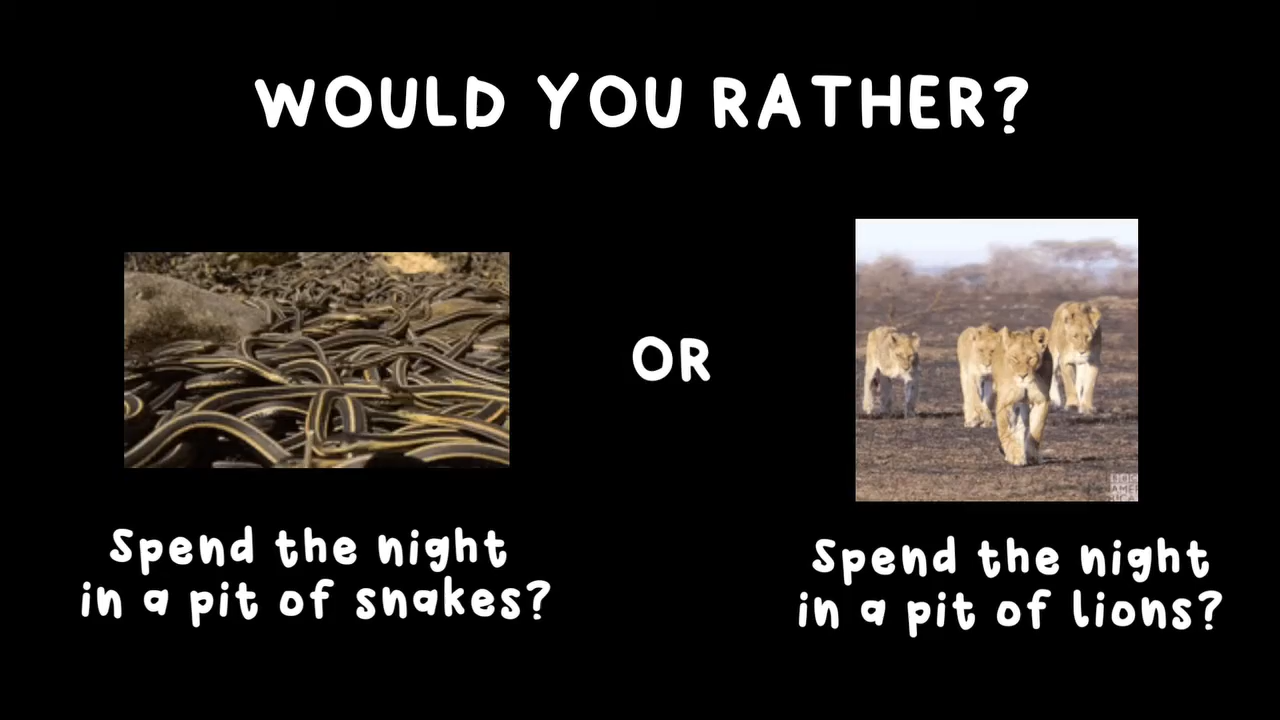 WOULD YOU RATHER?
OR
Spend the night
in a pit of snakes?
Spend the night
in a pit of lions?